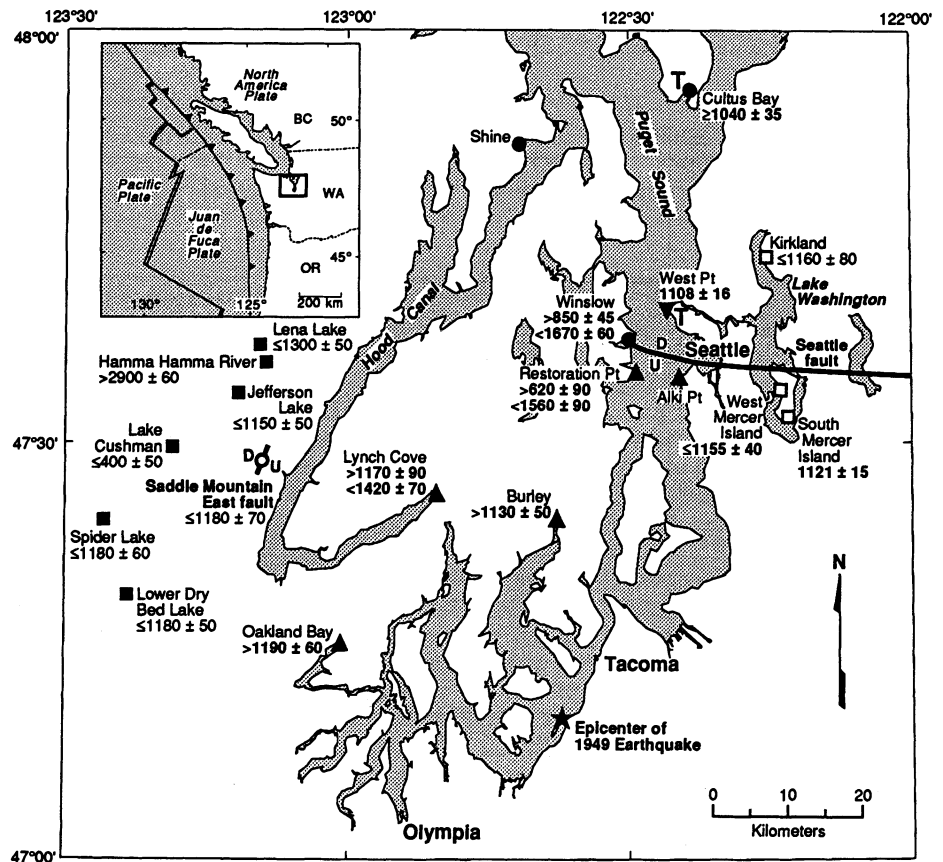 123°30'
123°00'
122°30'
122°00'
48°00'
North
America
Plate
BC
50°
WA
Pacific
Plate
Juan
de
Fuca
Plate
45°
OR
130°
125°
200 km
T
Cultus Bay
≥1040 ± 35
Shine
Puget Sound
Kirkland
≤1160 ± 80
Lake
Washington
West Pt
1108 ± 16
T
Winslow
>850 ± 45
<1670 ± 60
Hood Canal
Lena Lake
≤1300 ± 50
Hamma Hamma River
>2900 ± 60
D
U
Seattle
Seattle
fault
Restoration Pt
>620 ± 90
<1560 ± 90
Alki Pt
Jefferson
Lake
≤1150 ± 50
West
Mercer
Island
≤1155 ± 40
South
Mercer
Island
1121 ± 15
47°30'
Lake
Cushman
≤400 ± 50
D
U
Saddle Mountain
East fault
≤1180 ± 70
Lynch Cove
>1170 ± 90
<1420 ± 70
Burley
>1130 ± 50
Spider Lake
≤1180 ± 60
Lower Dry
Bed Lake
≤1180 ± 50
N
Oakland Bay
>1190 ± 60
Tacoma
Epicenter of
1949 Earthquake
Olympia
0 10 20
Kilometers
47°00'